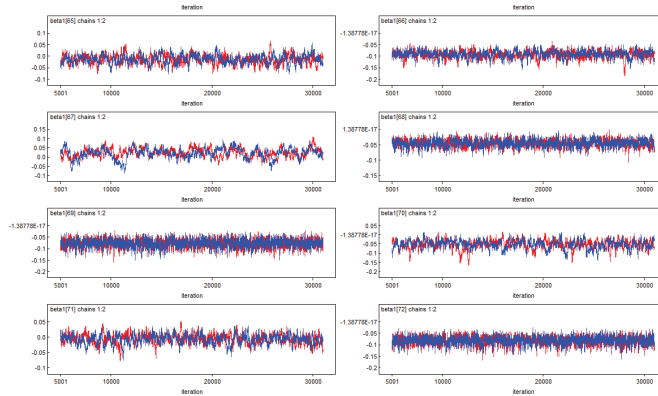 iteration iteration
beta1[65] chains 1:2
0.1
0.05
0.0
-0.05
-0.1
5001 10000 20000 30000
iteration
beta1[66] chains 1:2
-1.38778E-17
-0.05
-0.1
-0.15
-0.2
5001 10000 20000 30000
iteration
beta1[67] chains 1:2
0.15
0.1
0.05
0.0
-0.05
-0.1
5001 10000 20000 30000
iteration
beta1[68] chains 1:2
1.38778E-17
-0.05
-0.1
-0.15
5001 10000 20000 30000
iteration
beta1[69] chains 1:2
-1.38778E-17
-0.05
-0.1
-0.15
-0.2
5001 10000 20000 30000
iteration
beta1[70] chains 1:2
0.05
-1.38778E-17
-0.05
-0.1
-0.15
-0.2
5001 10000 20000 30000
iteration
beta1[71] chains 1:2
0.05
0.0
-0.05
-0.1
5001 10000 20000 30000
iteration
beta1[72] chains 1:2
-1.38778E-17
-0.05
-0.1
-0.15
-0.2
5001 10000 20000 30000
iteration